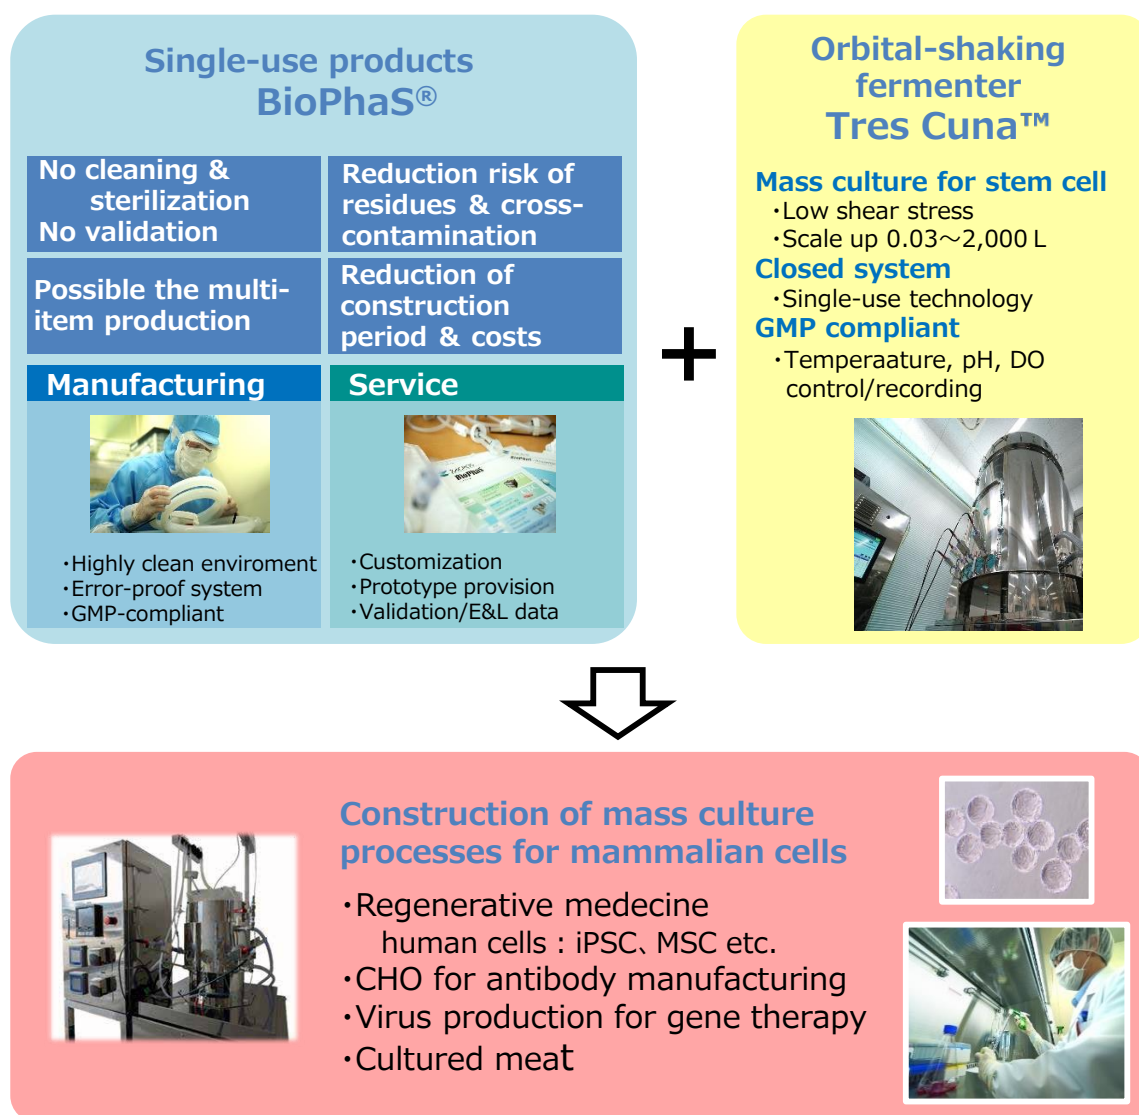 Single-use products
BioPhaS®
No cleaning &
sterilization
No validation
Reduction risk of
residues & cross-
contamination
Possible the multi-
item production
Reduction of
construction
period & costs
Manufacturing
・Highly clean enviroment
・Error-proof system
・GMP-compliant
Service
ZACROS
BioPhaS
・Customization
・Prototype provision
・Validation/E&L data
+
Orbital-shaking
fermenter
Tres Cuna™
Mass culture for stem cell
・Low shear stress
・Scale up 0.03～2,000 L
Closed system
・Single-use technology
GMP compliant
・Temperaature, pH, DO
control/recording
Construction of mass culture
processes for mammalian cells
・Regenerative medecine
human cells : iPSC、MSC etc.
・CHO for antibody manufacturing
・Virus production for gene therapy
・Cultured meat